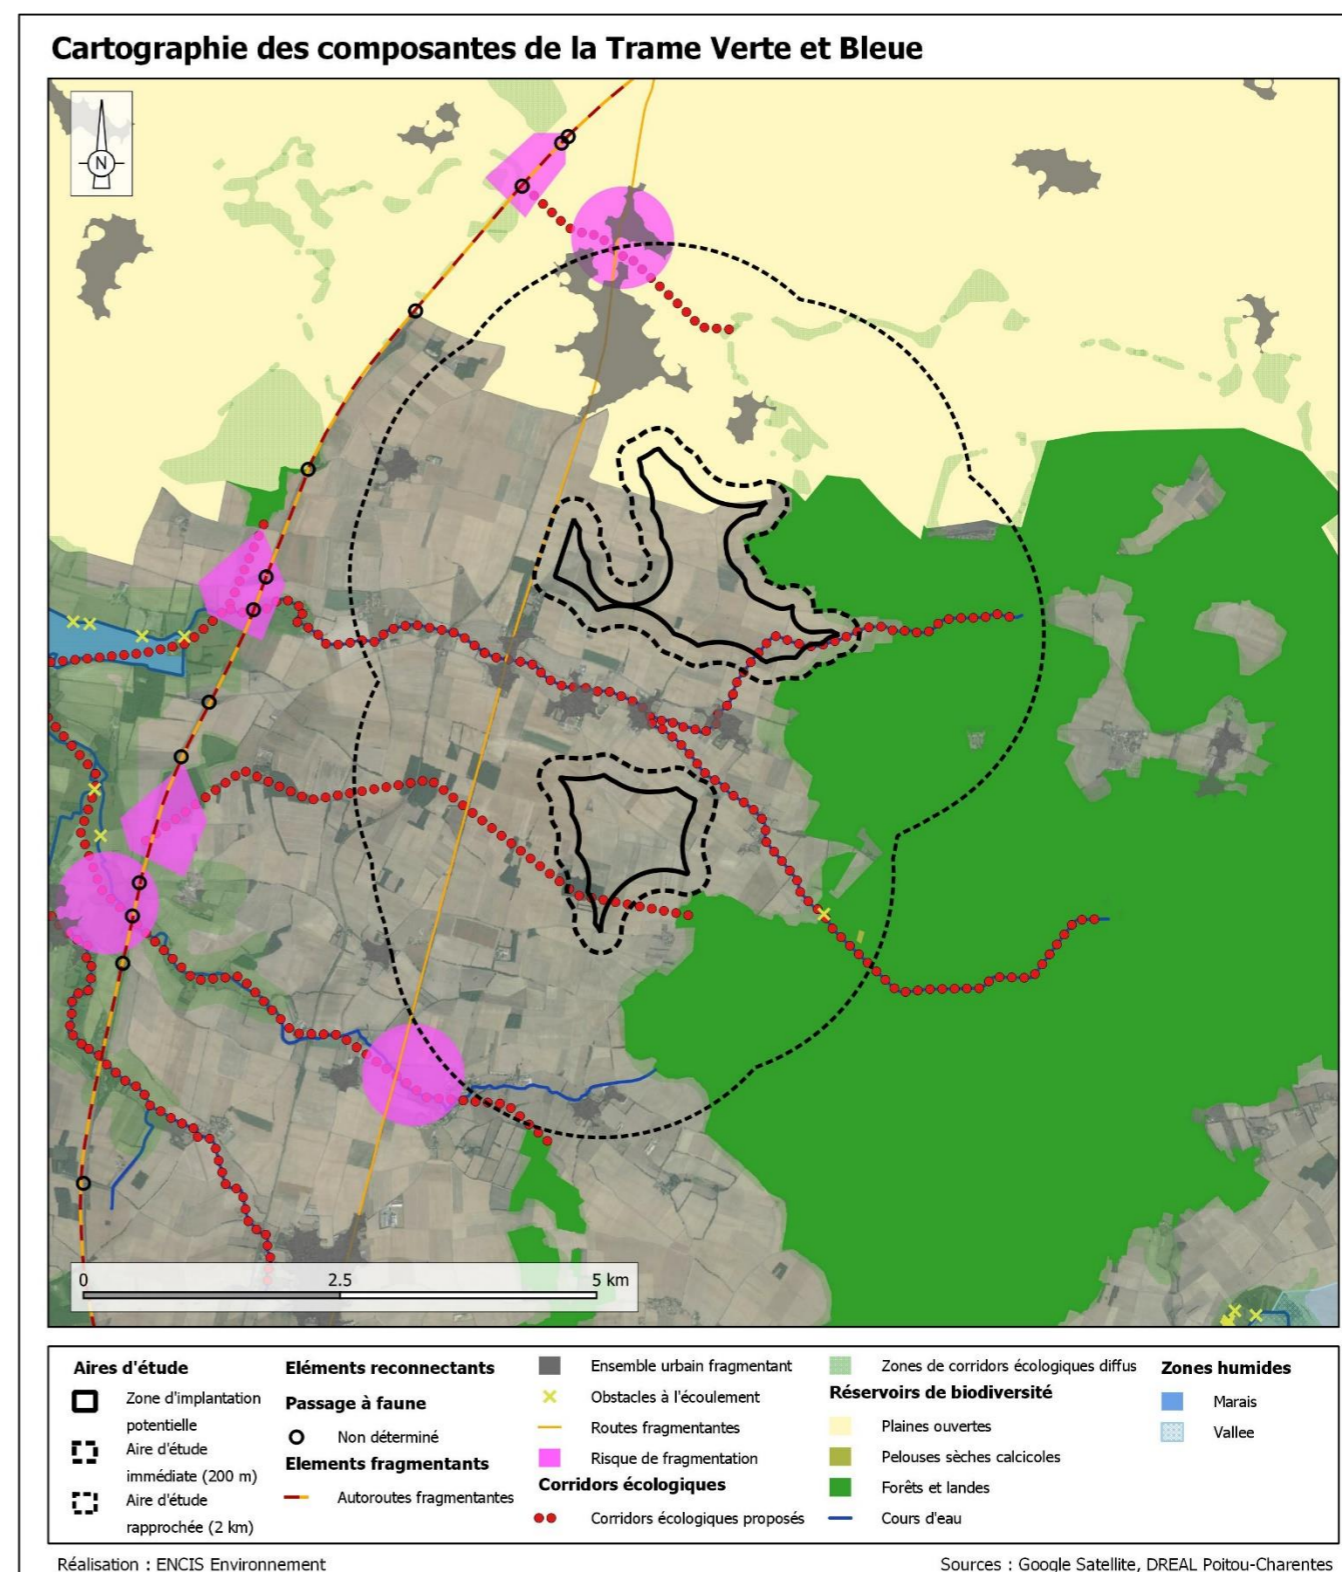 Cartographie des composantes de la Trame Verte et Bleue
N
0 2.5 5 km
Aires d'étude
Zone d'implantation
potentielle
Aire d'étude
immédiate (200 m)
Aire d'étude
rapprochée (2 km)
Eléments reconnectants
Passage à faune
Non déterminé
Elements fragmentants
Autoroutes fragmentantes
Ensemble urbain fragmentant
Obstacles à l'écoulement
Routes fragmentantes
Risque de fragmentation
Corridors écologiques
Corridors écologiques proposés
Zones de corridors écologiques diffus
Réservoirs de biodiversité
Plaines ouvertes
Pelouses sèches calcicoles
Forêts et landes
Cours d'eau
Zones humides
Marais
Vallee
Réalisation : ENCIS Environnement
Sources : Google Satellite, DREAL Poitou-Charentes